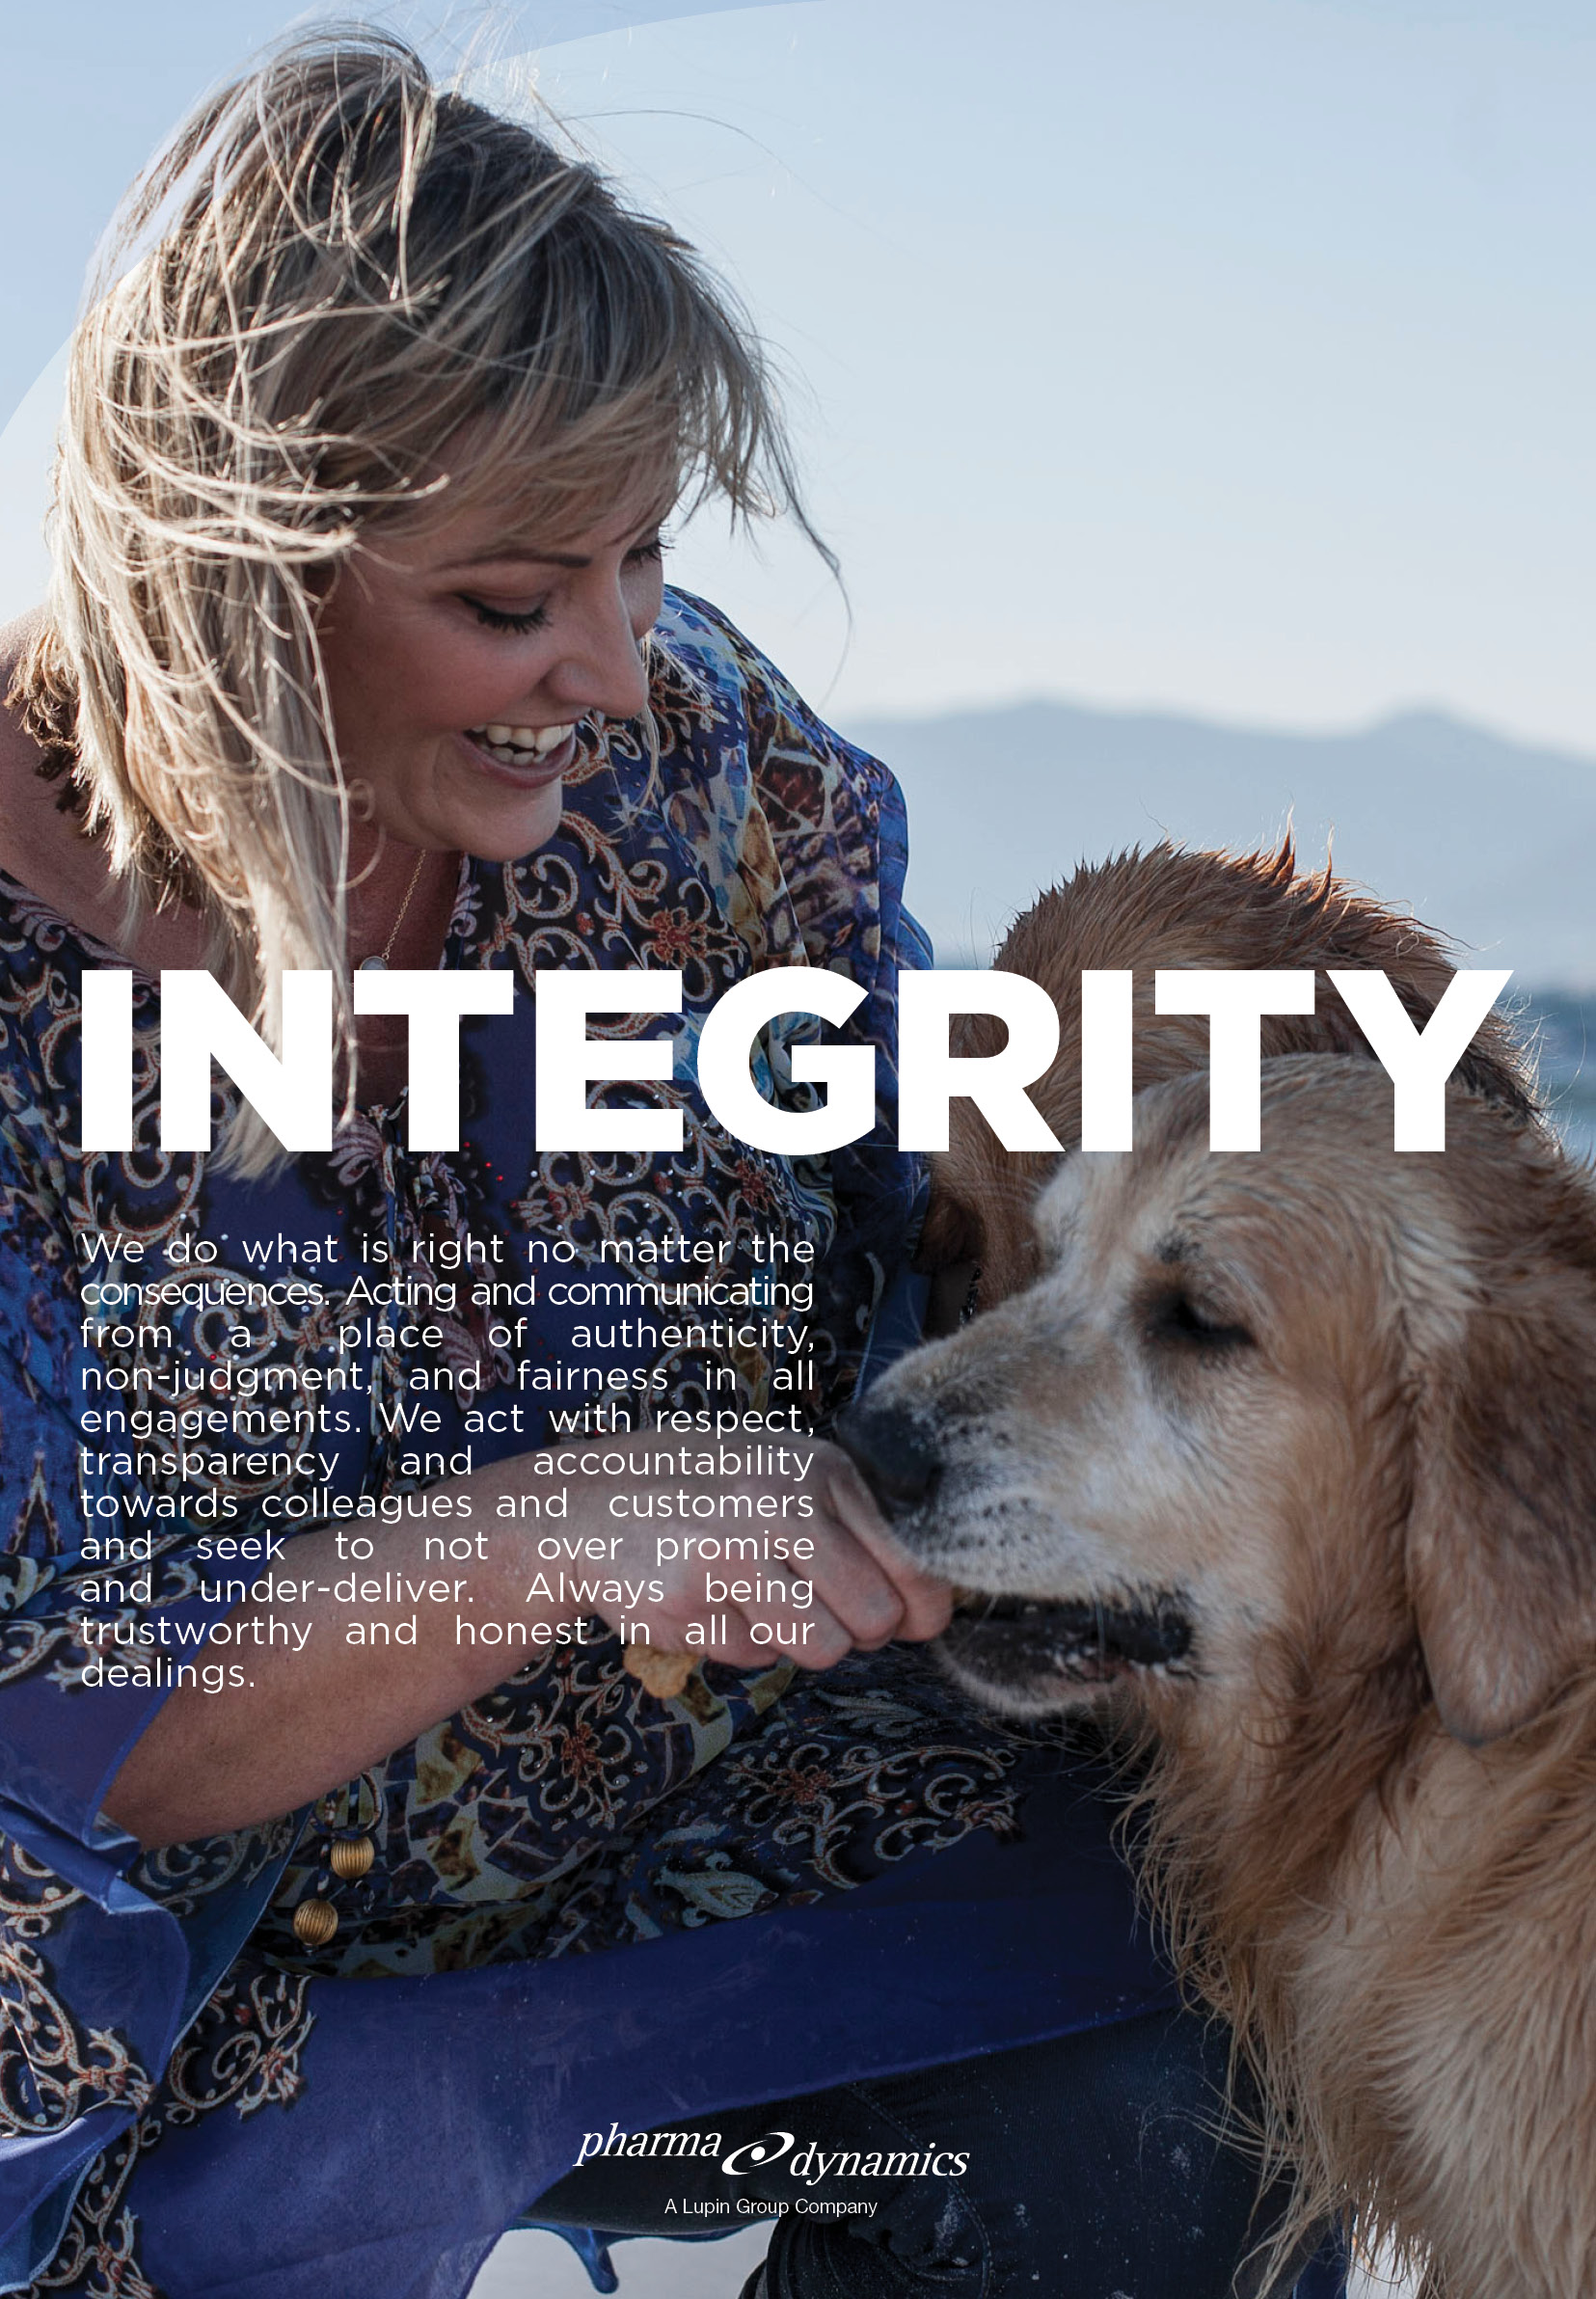 INTEGRITY
We do what is right no matter the
consequences. Acting and communicating
from a place of authenticity,
non-judgment, and fairness in all
engagements. We act with respect,
transparency and accountability
towards colleagues and customers
and seek to not over promise
and under-deliver. Always being
trustworthy and honest in all our
dealings.
pharma dynamics
A Lupin Group Company